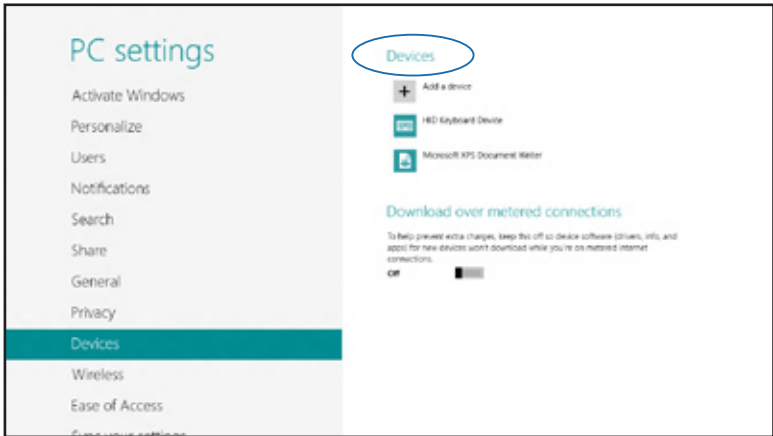 PC settings
Activate Windows
Personalize
Users
Notifications
Search
Share
General
Privacy
Devices
Wireless
Ease of Access
Sync your settings
Devices
Add a device
HID Keyboard Device
Microsoft XPS Document Writer
Download over metered connections
To help prevent extra charges, keep this off so device software (drivers, info, and
apps) for new devices won't download while you're on metered internet
connections.
Off